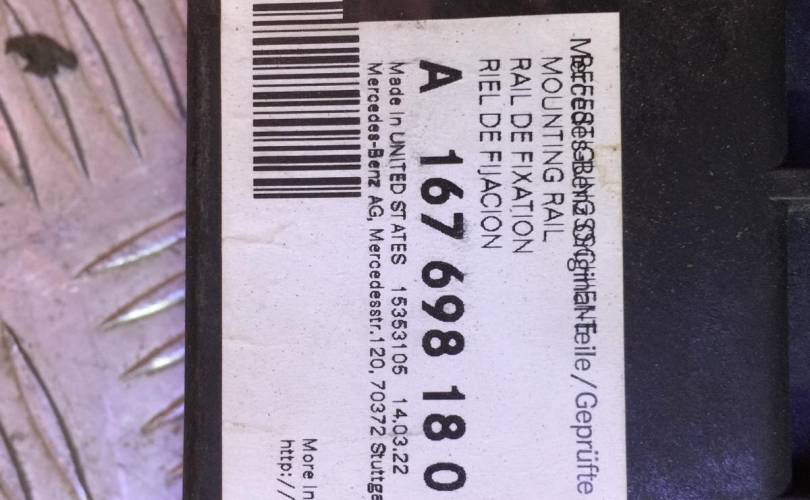 Mercedes-Benz Original-Teile/Geprüfte
BEFESTIGUNGSSCHIENE
MOUNTING RAIL
RAIL DE FIXATION
RIEL DE FIJACION
A 167 698 18 0
Made In UNITED STATES 15353105 14.03.22
Mercedes-Benz AG, Mercedesstr.120, 70372 Stuttga
More In
http://